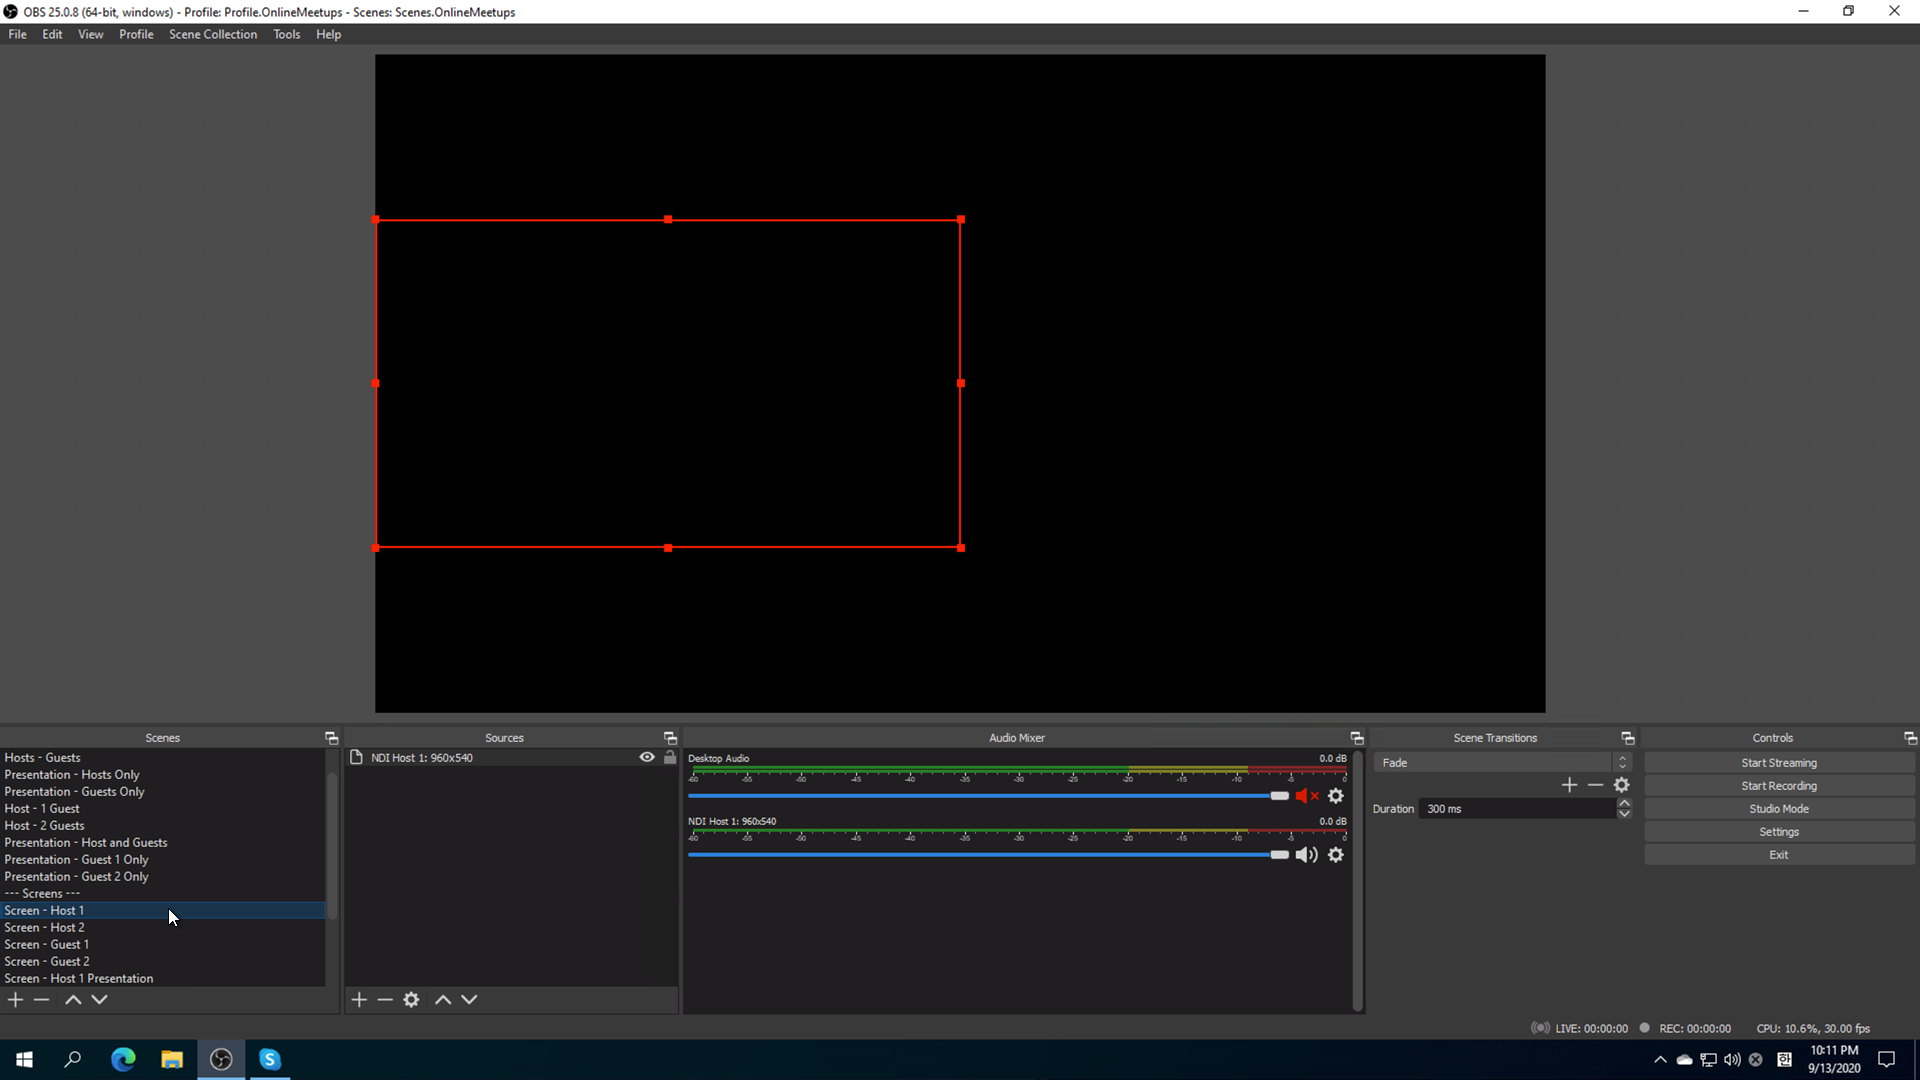 OBS 25.0.8 (64-bit, windows) - Profile: Profile.OnlineMeetups - Scenes: Scenes.OnlineMeetups
File Edit View Profile Scene Collection Tools Help
Scenes
Hosts - Guests
Presentation - Hosts Only
Presentation - Guests Only
Host - 1 Guest
Host - 2 Guests
Presentation - Host and Guests
Presentation - Guest 1 Only
Presentation - Guest 2 Only
--- Screens ---
Screen - Host 1
Screen - Host 2
Screen - Guest 1
Screen - Guest 2
Screen - Host 1 Presentation
Sources
NDI Host 1: 960x540
Audio Mixer
Desktop Audio 0.0 dB
-60 -55 -50 -45 -40 -35 -30 -25 -20 -15 -10 -5 0
NDI Host 1: 960x540 0.0 dB
-60 -55 -50 -45 -40 -35 -30 -25 -20 -15 -10 -5 0
Scene Transitions
Fade
Duration 300 ms
Controls
Start Streaming
Start Recording
Studio Mode
Settings
Exit
LIVE: 00:00:00 REC: 00:00:00 CPU: 10.6%, 30.00 fps
한 10:11 PM
9/13/2020